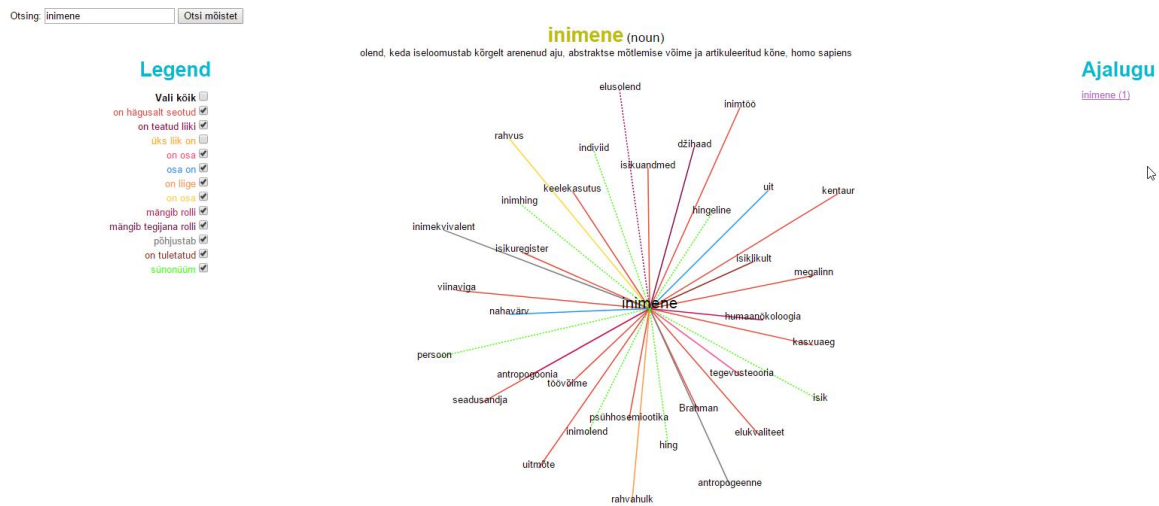 Otsing: inimene Otsi mõistet
inimene (noun)
olend, keda iseloomustab kõrgelt arenenud aju, abstraktse mõtlemise võime ja artikuleeritud kõne, homo sapiens
Legend
Vali kõik
on hägusalt seotud
on teatud liiki
üks liik on
on osa
osa on
on liige
on osa
mängib rolli
mängib tegijana rolli
põhjustab
on tuletatud
sünonüüm
Ajalugu
inimene (1)
elusolend
inimtöö
rahvus
indiviid
džihaad
isikuandmed
keelekasutus
uit
kentaur
inimhing
hingeline
inimekvivalent
isikuregister
isiklikult
megalinn
viinaviga
inimene
nahavärv
humaanökoloogia
kasvuaeg
persoon
antropogoonia
töövõime
tegevusteooria
seadusandja
isik
Brahman
psühhosemiootika
inimolend
elukvaliteet
hing
uitmõte
antropogeenne
rahvahulk